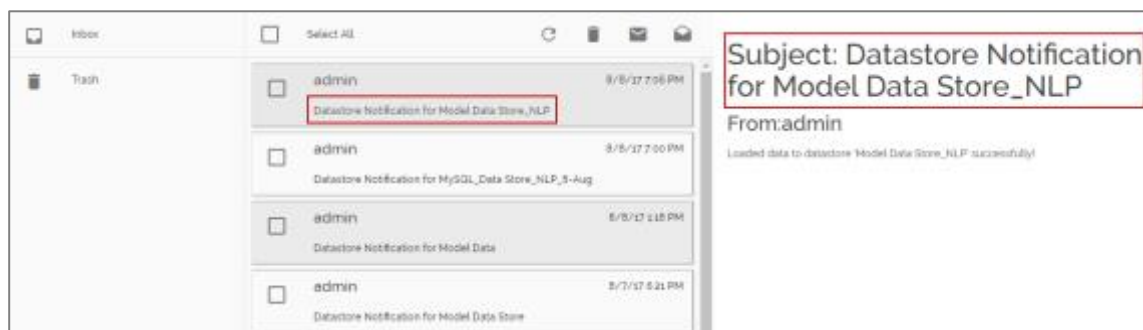 Inbox
Trash
Select All
admin 8/8/17 7:06 PM
Datastore Notification for Model Data Store_NLP
admin 8/8/17 7:00 PM
Datastore Notification for MySQL_Data Store_NLP_8-Aug
admin 8/8/17 1:18 PM
Datastore Notification for Model Data
admin 8/7/17 6:21 PM
Datastore Notification for Model Data Store
Subject: Datastore Notification
for Model Data Store_NLP
From:admin
Loaded data to datastore 'Model Data Store_NLP' successfully!